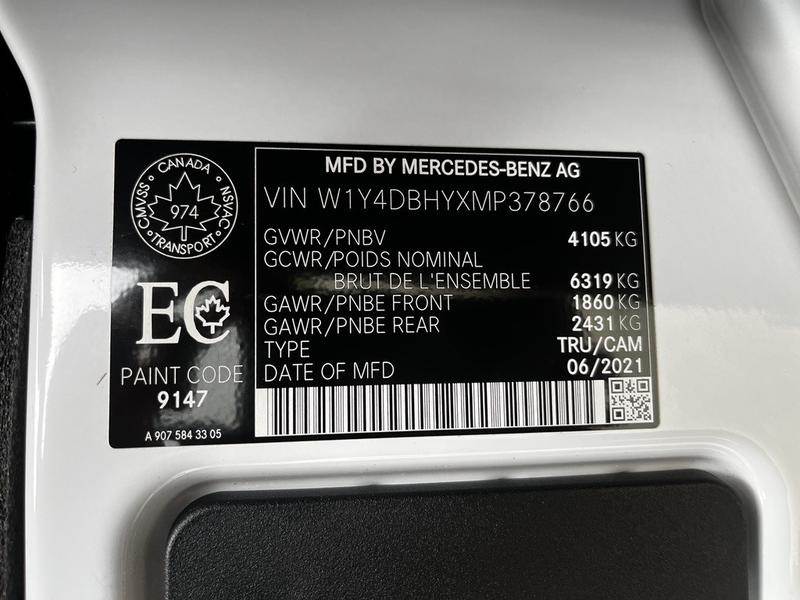 CANADA
CMVSS NSVAC
974
TRANSPORT
EC
PAINT CODE
9147
A 907 584 33 05
MFD BY MERCEDES-BENZ AG
VIN W1Y4DBHYXMP378766
GVWR/PNBV 4105 KG
GCWR/POIDS NOMINAL
BRUT DE L'ENSEMBLE 6319 KG
GAWR/PNBE FRONT 1860 KG
GAWR/PNBE REAR 2431 KG
TYPE TRU/CAM
DATE OF MFD 06/2021